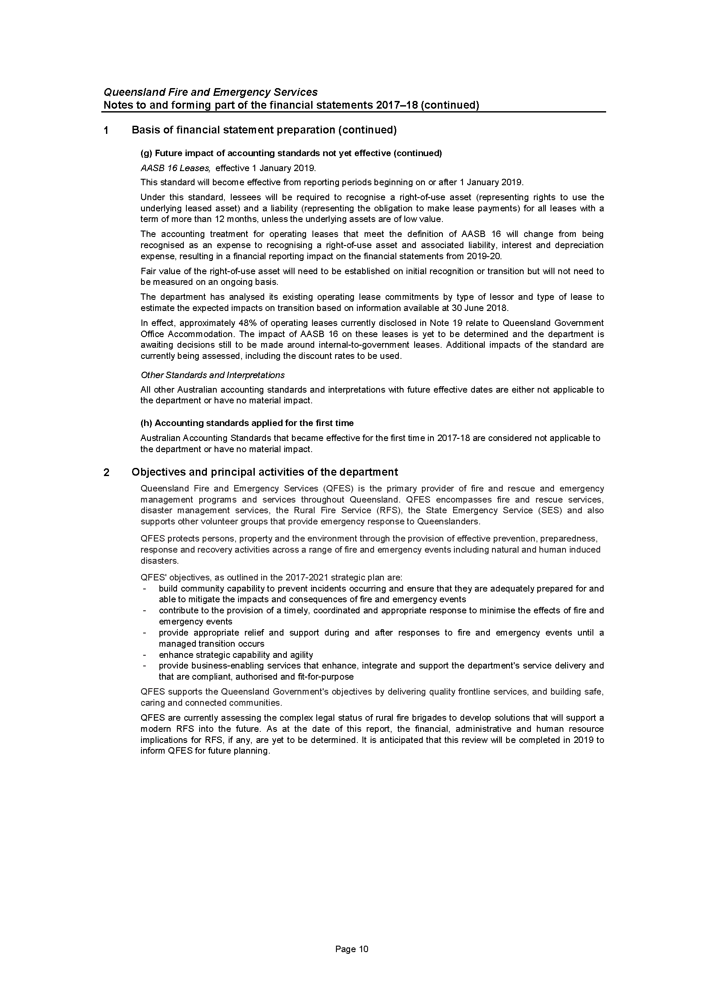 Queensland Fire and Emergency Services
Notes to and forming part of the financial statements 2017–18 (continued)
1 Basis of financial statement preparation (continued)
(g) Future impact of accounting standards not yet effective (continued)
AASB 16 Leases, effective 1 January 2019.
This standard will become effective from reporting periods beginning on or after 1 January 2019.
Under this standard, lessees will be required to recognise a right-of-use asset (representing rights to use the
underlying leased asset) and a liability (representing the obligation to make lease payments) for all leases with a
term of more than 12 months, unless the underlying assets are of low value.
The accounting treatment for operating leases that meet the definition of AASB 16 will change from being
recognised as an expense to recognising a right-of-use asset and associated liability, interest and depreciation
expense, resulting in a financial reporting impact on the financial statements from 2019-20.
Fair value of the right-of-use asset will need to be established on initial recognition or transition but will not need to
be measured on an ongoing basis.
The department has analysed its existing operating lease commitments by type of lessor and type of lease to
estimate the expected impacts on transition based on information available at 30 June 2018.
In effect, approximately 48% of operating leases currently disclosed in Note 19 relate to Queensland Government
Office Accommodation. The impact of AASB 16 on these leases is yet to be determined and the department is
awaiting decisions still to be made around internal-to-government leases. Additional impacts of the standard are
currently being assessed, including the discount rates to be used.
Other Standards and Interpretations
All other Australian accounting standards and interpretations with future effective dates are either not applicable to
the department or have no material impact.
(h) Accounting standards applied for the first time
Australian Accounting Standards that became effective for the first time in 2017-18 are considered not applicable to
the department or have no material impact.
2 Objectives and principal activities of the department
Queensland Fire and Emergency Services (QFES) is the primary provider of fire and rescue and emergency
management programs and services throughout Queensland. QFES encompasses fire and rescue services,
disaster management services, the Rural Fire Service (RFS), the State Emergency Service (SES) and also
supports other volunteer groups that provide emergency response to Queenslanders.
QFES protects persons, property and the environment through the provision of effective prevention, preparedness,
response and recovery activities across a range of fire and emergency events including natural and human induced
disasters.
QFES' objectives, as outlined in the 2017-2021 strategic plan are:
- build community capability to prevent incidents occurring and ensure that they are adequately prepared for and
able to mitigate the impacts and consequences of fire and emergency events
- contribute to the provision of a timely, coordinated and appropriate response to minimise the effects of fire and
emergency events
- provide appropriate relief and support during and after responses to fire and emergency events until a
managed transition occurs
- enhance strategic capability and agility
- provide business-enabling services that enhance, integrate and support the department's service delivery and
that are compliant, authorised and fit-for-purpose
QFES supports the Queensland Government's objectives by delivering quality frontline services, and building safe,
caring and connected communities.
QFES are currently assessing the complex legal status of rural fire brigades to develop solutions that will support a
modern RFS into the future. As at the date of this report, the financial, administrative and human resource
implications for RFS, if any, are yet to be determined. It is anticipated that this review will be completed in 2019 to
inform QFES for future planning.
Page 10